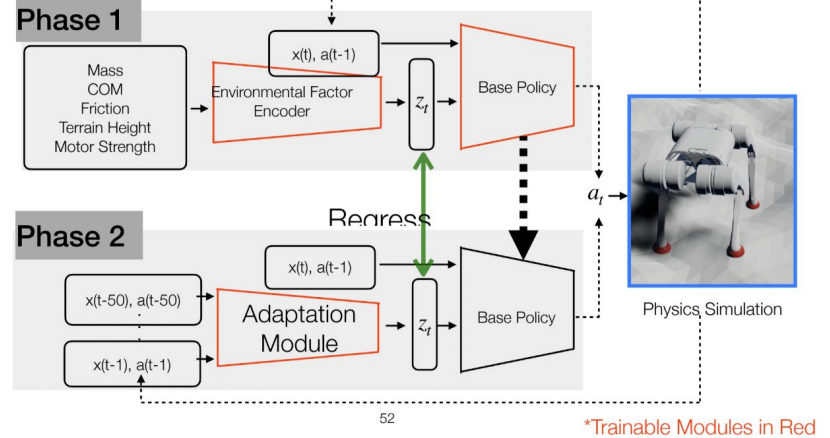 Phase 1
Mass
COM
Friction
Terrain Height
Motor Strength
Environmental Factor
Encoder
x(t), a(t-1)
z_t
Base Policy
a_t
Regress
Phase 2
x(t-50), a(t-50)
x(t-1), a(t-1)
Adaptation
Module
x(t), a(t-1)
z_t
Base Policy
Physics Simulation
52
*Trainable Modules in Red